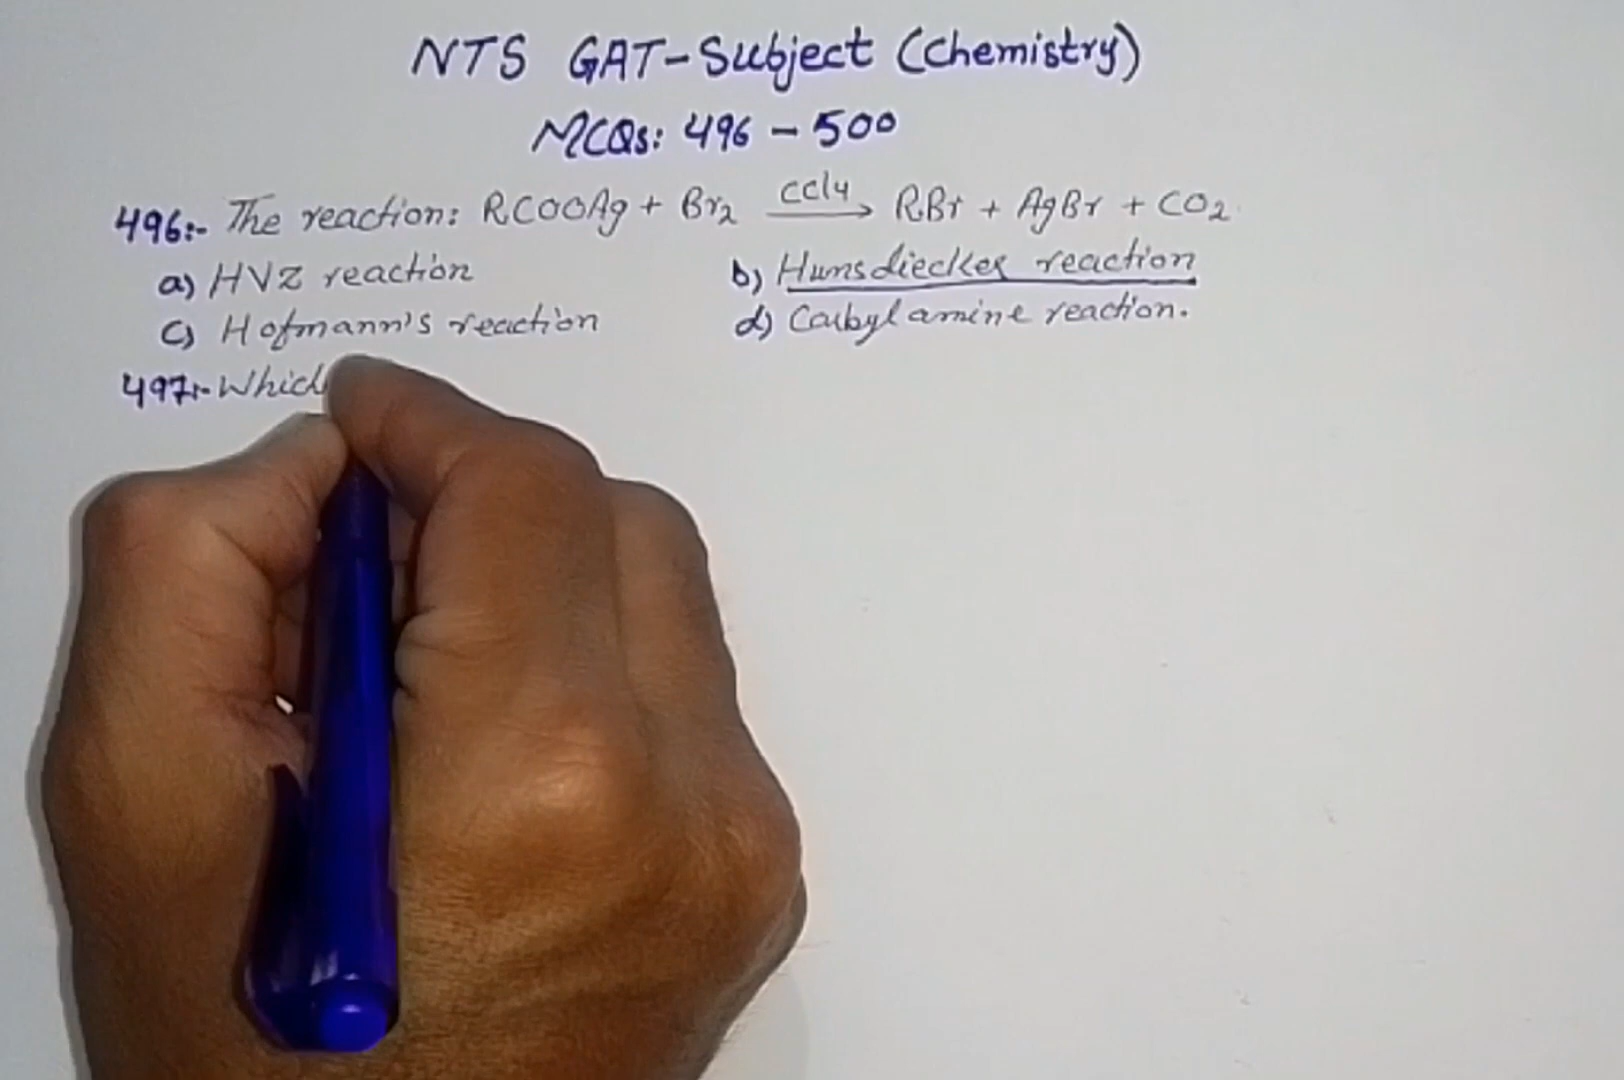 NTS GAT-Subject (Chemistry)
MCQs: 496 - 500
496:- The reaction: RCOOAg + Br2 CCl4 → RBr + AgBr + CO2
a) HVZ reaction b) Hunsdiecker reaction
c) Hofmann's reaction d) Carbylamine reaction.
497:- Which